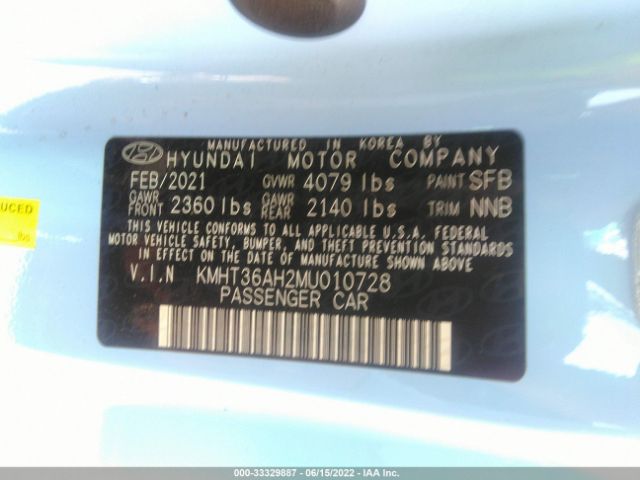 MANUFACTURED IN KOREA BY
HYUNDAI MOTOR COMPANY
FEB/2021 GVWR 4079 lbs PAINT SFB
GAWR FRONT 2360 lbs GAWR REAR 2140 lbs TRIM NNB
THIS VEHICLE CONFORMS TO ALL APPLICABLE U.S.A. FEDERAL
MOTOR VEHICLE SAFETY, BUMPER, AND THEFT PREVENTION STANDARDS
IN EFFECT ON THE DATE OF MANUFACTURE SHOWN ABOVE
V.I.N KMHT36AH2MU010728
PASSENGER CAR
UCED
lbs
000-33329887 - 06/15/2022 - IAA Inc.